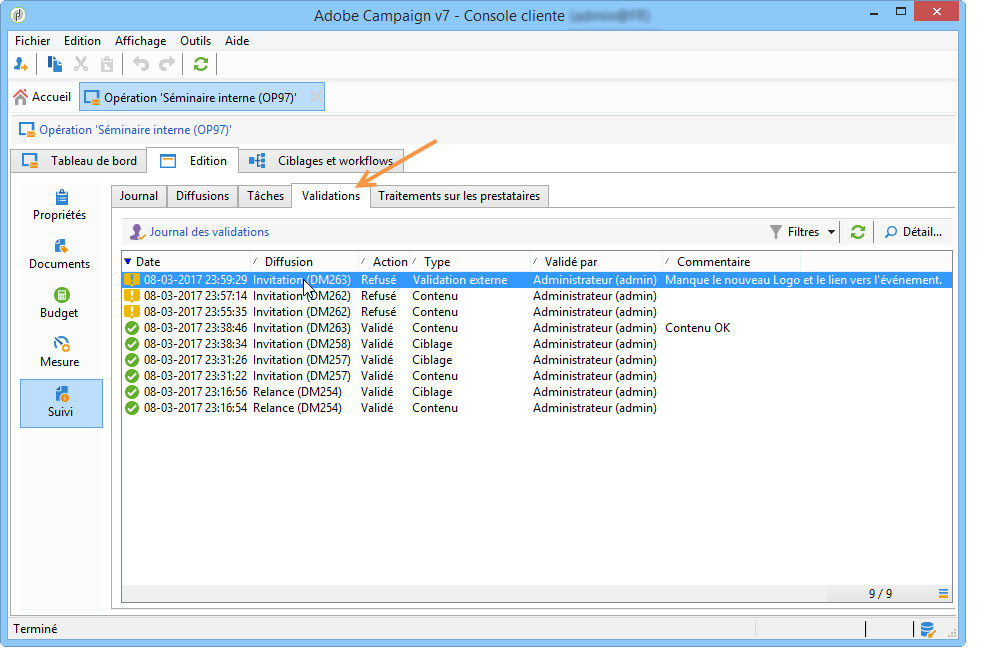 Adobe Campaign v7 - Console cliente
Fichier Edition Affichage Outils Aide
Accueil Opération 'Séminaire interne (OP97)'
Opération 'Séminaire interne (OP97)'
Tableau de bord Edition Ciblages et workflows
Journal Diffusions Tâches Validations Traitements sur les prestataires
Propriétés
Documents
Budget
Mesure
Suivi
Journal des validations Filtres Détail...
Date Diffusion Action Type Validé par Commentaire
08-03-2017 23:59:29 Invitation (DM263) Refusé Validation externe Administrateur (admin) Manque le nouveau Logo et le lien vers l'événement.
08-03-2017 23:57:14 Invitation (DM262) Refusé Contenu Administrateur (admin)
08-03-2017 23:55:35 Invitation (DM262) Refusé Contenu Administrateur (admin)
08-03-2017 23:38:46 Invitation (DM263) Validé Contenu Administrateur (admin) Contenu OK
08-03-2017 23:38:34 Invitation (DM258) Validé Ciblage Administrateur (admin)
08-03-2017 23:31:26 Invitation (DM257) Validé Ciblage Administrateur (admin)
08-03-2017 23:31:22 Invitation (DM257) Validé Contenu Administrateur (admin)
08-03-2017 23:16:56 Relance (DM254) Validé Ciblage Administrateur (admin)
08-03-2017 23:16:54 Relance (DM254) Validé Contenu Administrateur (admin)
9 / 9
Terminé